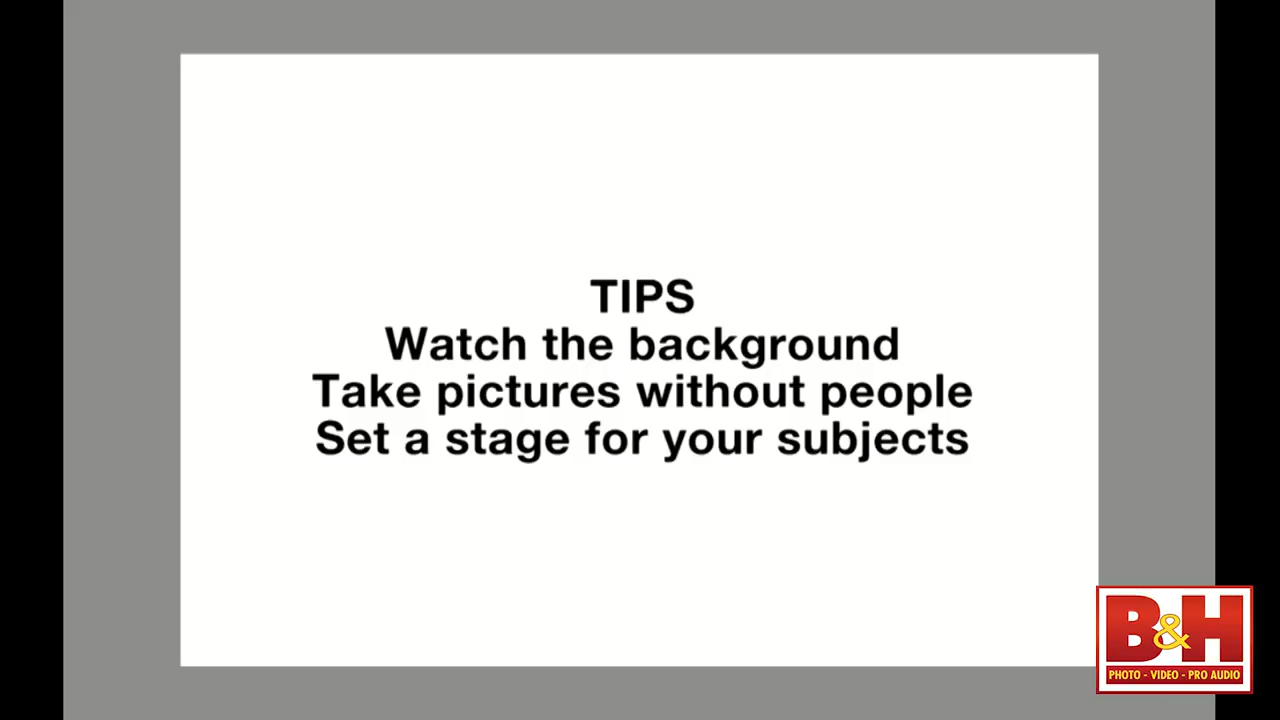 TIPS
Watch the background
Take pictures without people
Set a stage for your subjects
B&H
PHOTO - VIDEO - PRO AUDIO